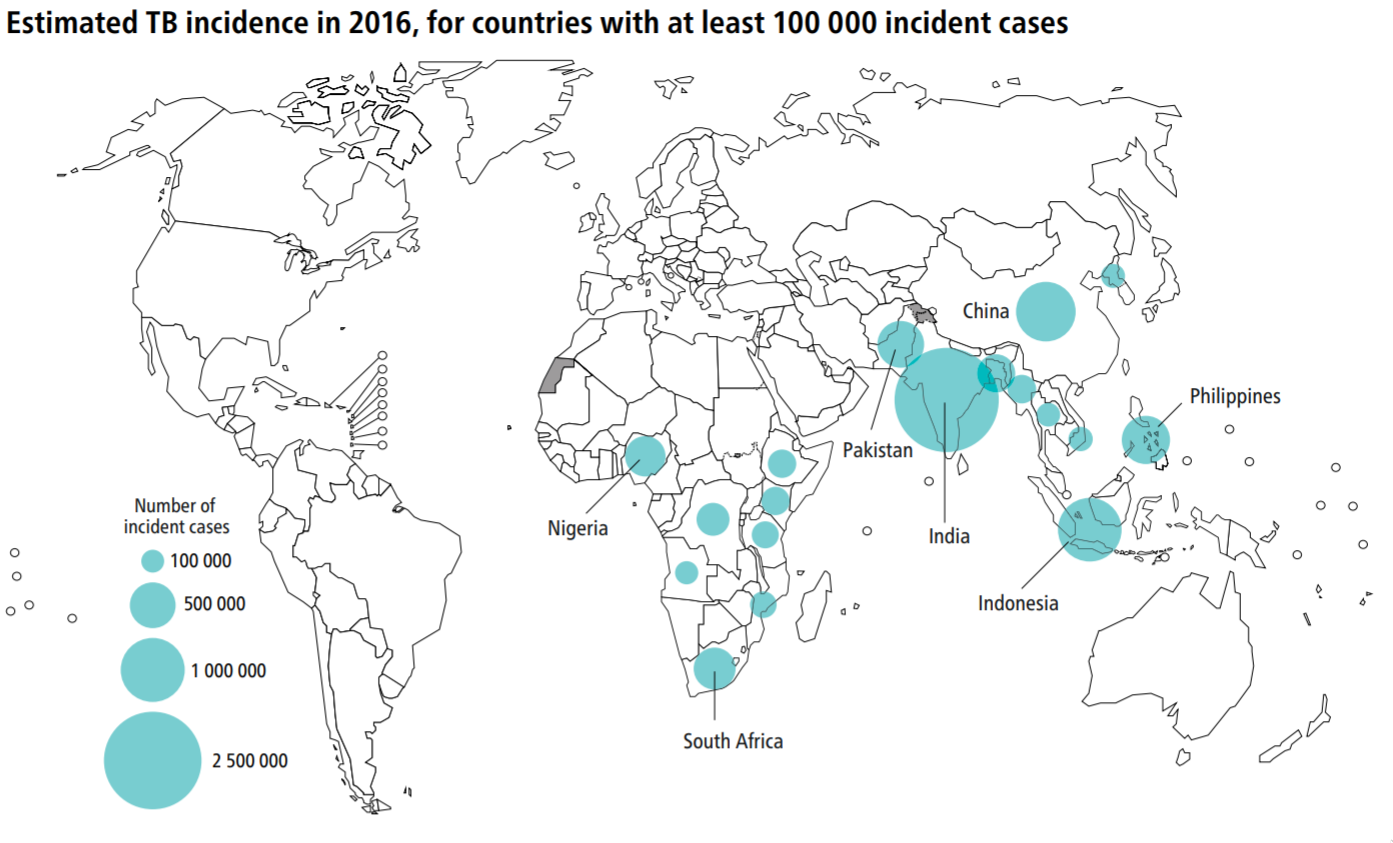 Estimated TB incidence in 2016, for countries with at least 100 000 incident cases
China
Philippines
Pakistan
Number of
incident cases
Nigeria
India
100 000
500 000
Indonesia
1 000 000
South Africa
2 500 000